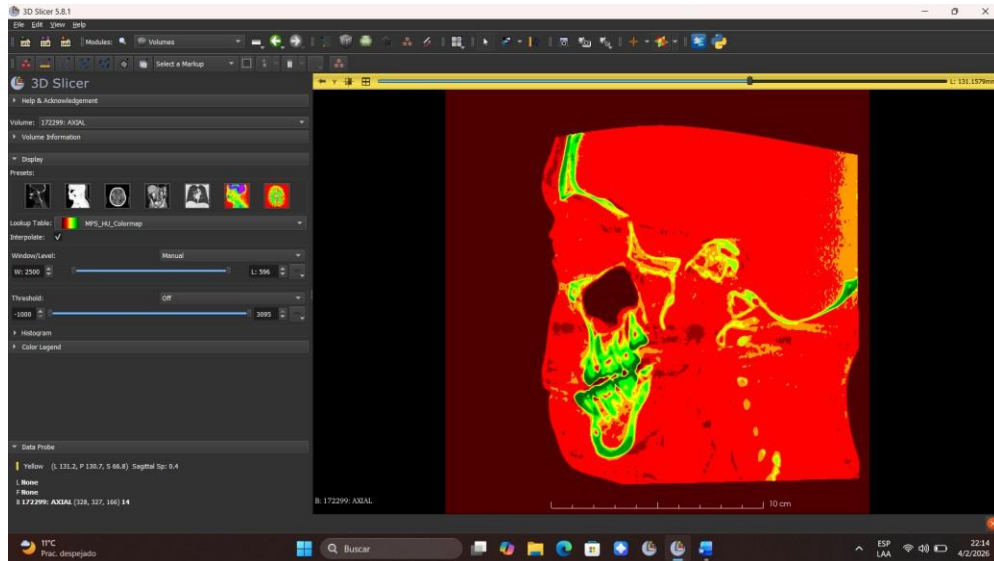 3D Slicer 5.8.1
File Edit View Help
Modules: Volumes
Select a Markup
3D Slicer
Help & Acknowledgement
Volume: 172299: AXIAL
Volume Information
Display
Presets:
Lookup Table: MPS_HU_Colormap
Interpolate:
Window/Level: Manual
W: 2500 L: 596
Threshold: Off
-1000 3095
Histogram
Color Legend
Data Probe
Yellow (L 131.2, P 130.7, S 66.8) Sagittal Sp: 0.4
L None
F None
B 172299: AXIAL (328, 327, 166) 14
Y
L: 131.1579mm
B: 172299: AXIAL
10 cm
11°C
Prac. despejado
Buscar
ESP
LAA
22:14
4/2/2026